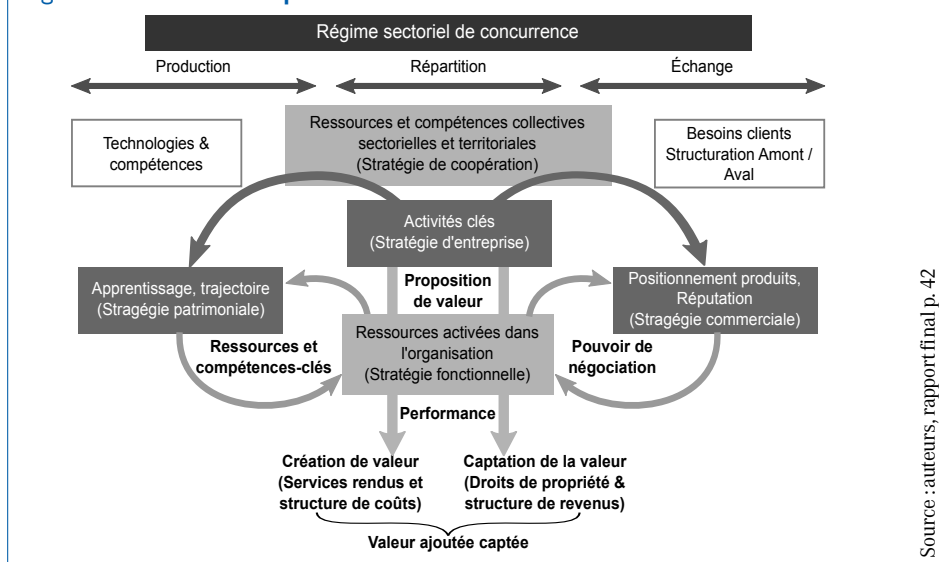 Régime sectoriel de concurrence
Production
Répartition
Échange
Technologies &
compétences
Ressources et compétences collectives
sectorielles et territoriales
(Stratégie de coopération)
Besoins clients
Structuration Amont /
Aval
Activités clés
(Stratégie d'entreprise)
Apprentissage, trajectoire
(Stragégie patrimoniale)
Proposition
de valeur
Positionnement produits,
Réputation
(Stragégie commerciale)
Ressources activées dans
l'organisation
(Stratégie fonctionnelle)
Ressources et
compétences-clés
Pouvoir de
négociation
Performance
Création de valeur
(Services rendus et
structure de coûts)
Captation de la valeur
(Droits de propriété &
structure de revenus)
Valeur ajoutée captée
Source : auteurs, rapport final p. 42